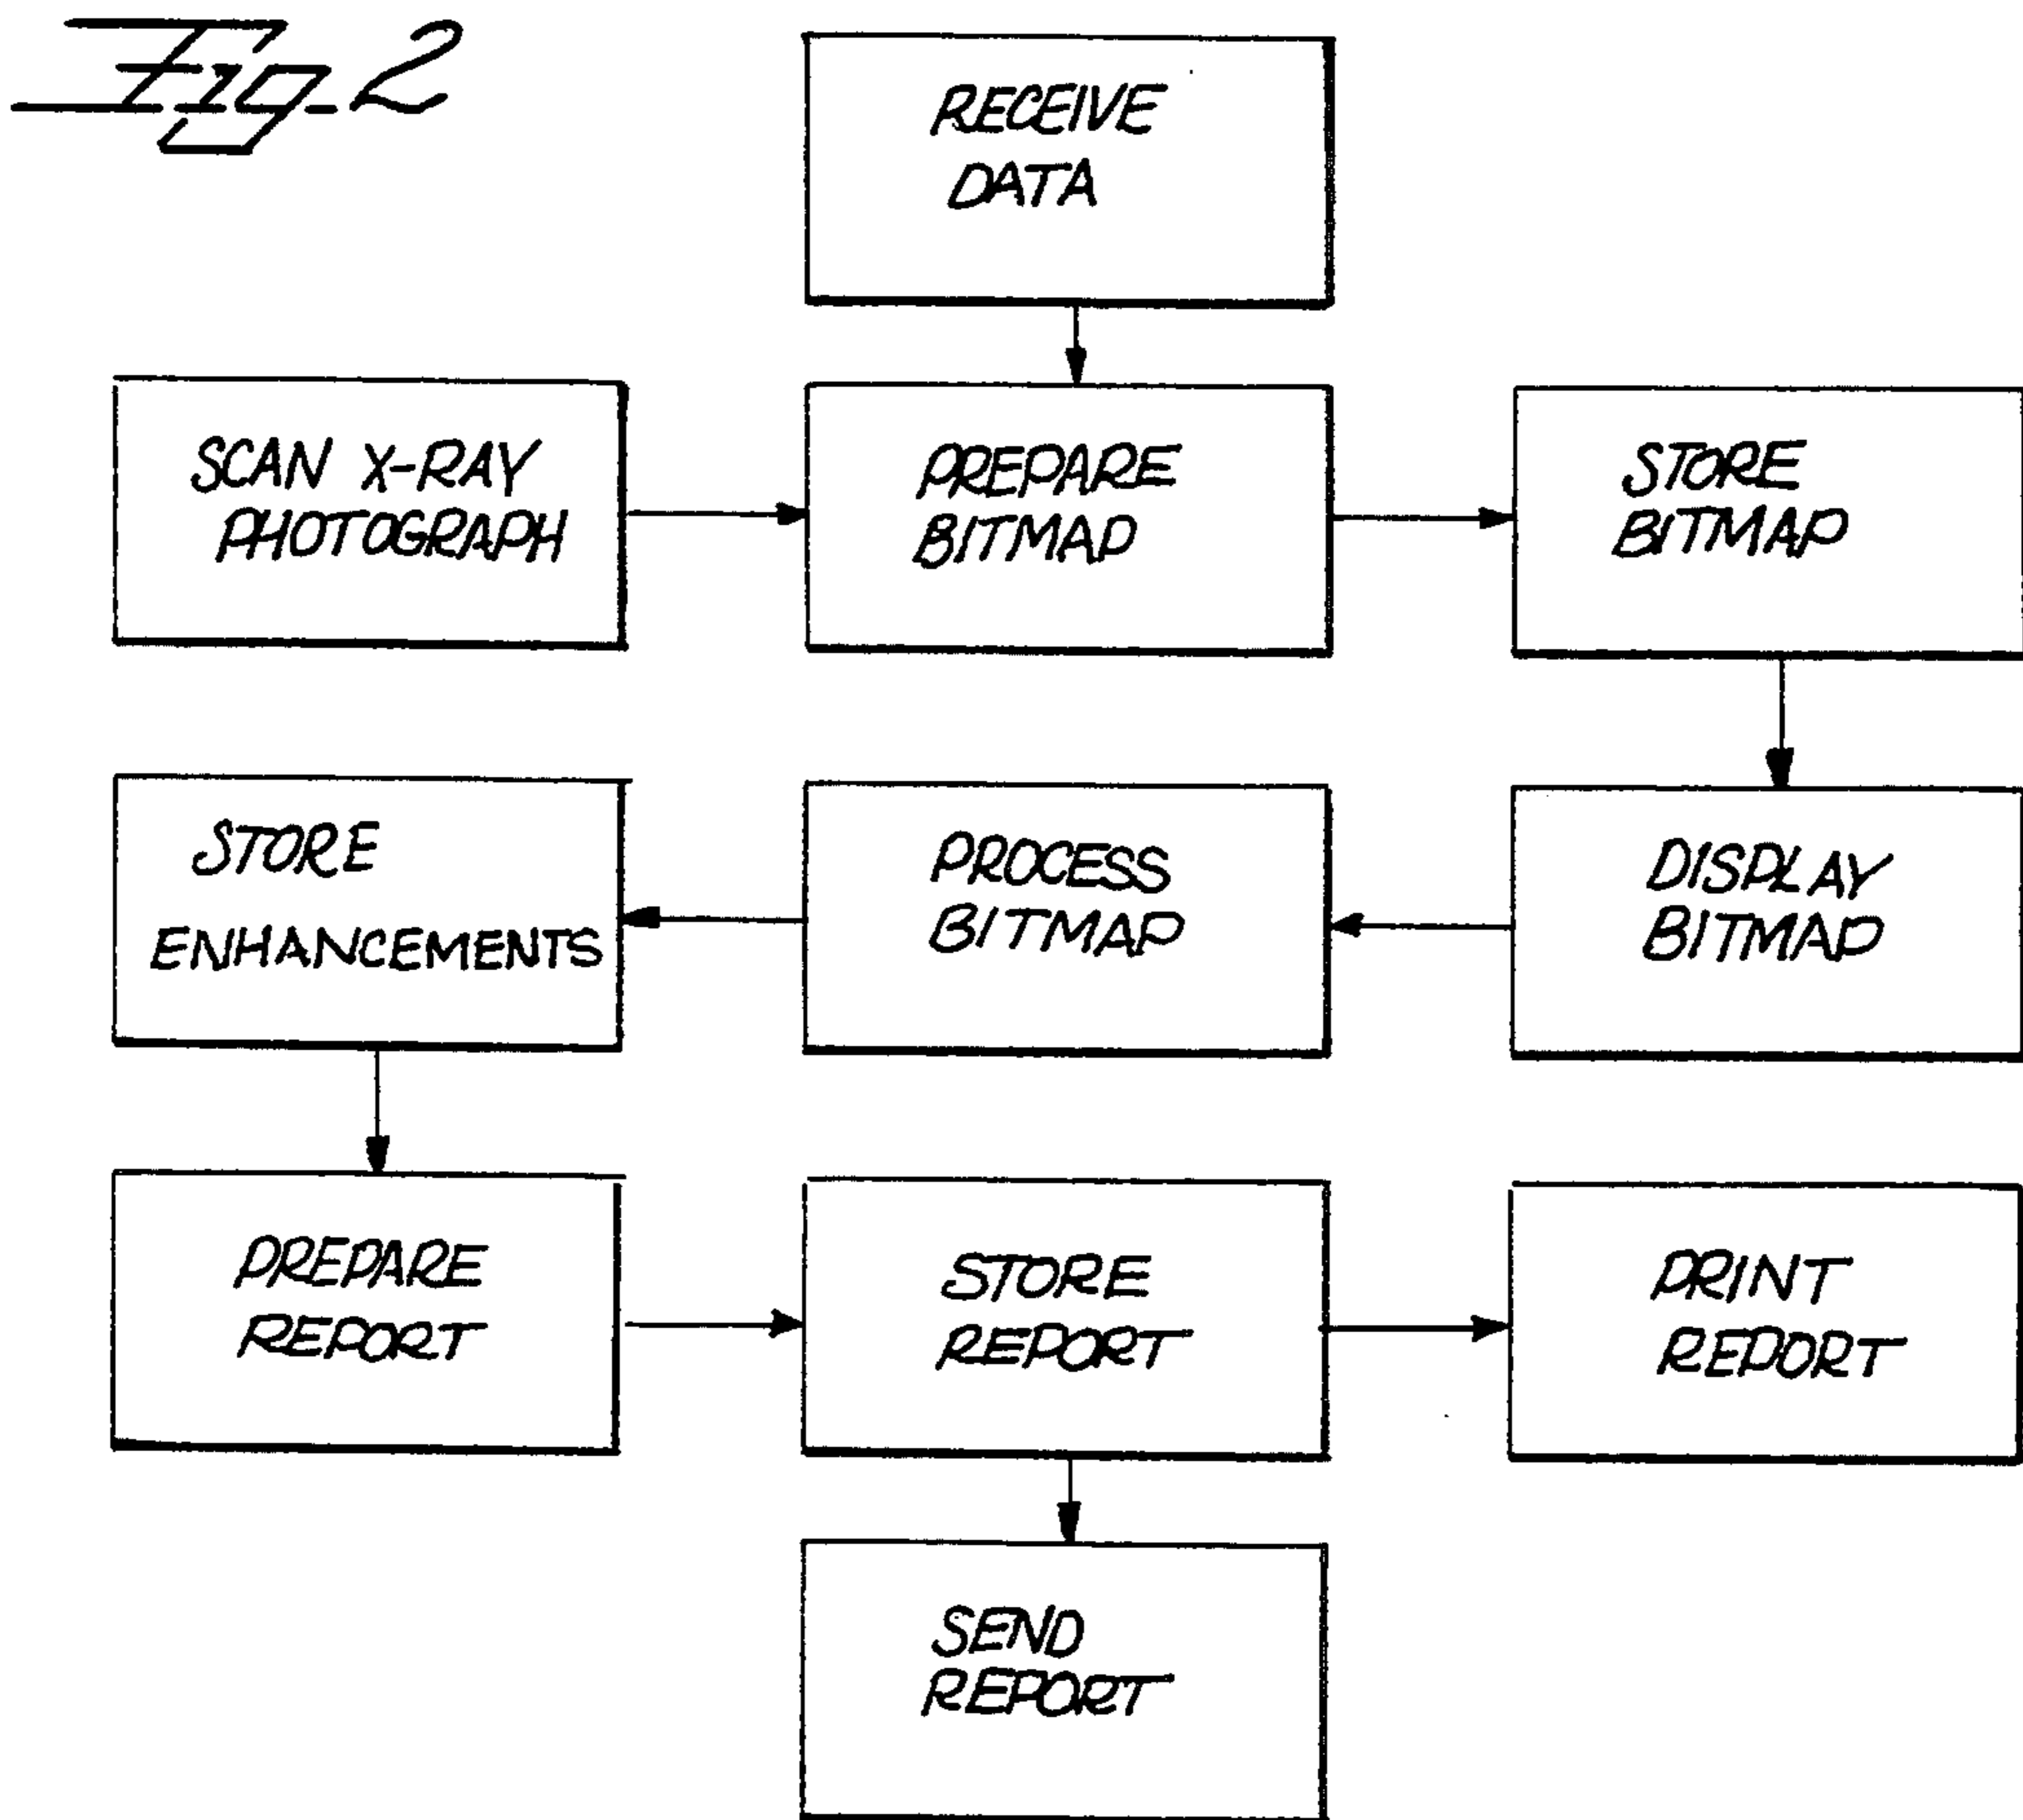 Fig. 2
RECEIVE
DATA
SCAN X-RAY
PHOTOGRAPH
PREPARE
BITMAP
STORE
BITMAP
STORE
ENHANCEMENTS
PROCESS
BITMAP
DISPLAY
BITMAP
PREPARE
REPORT
STORE
REPORT
PRINT
REPORT
SEND
REPORT